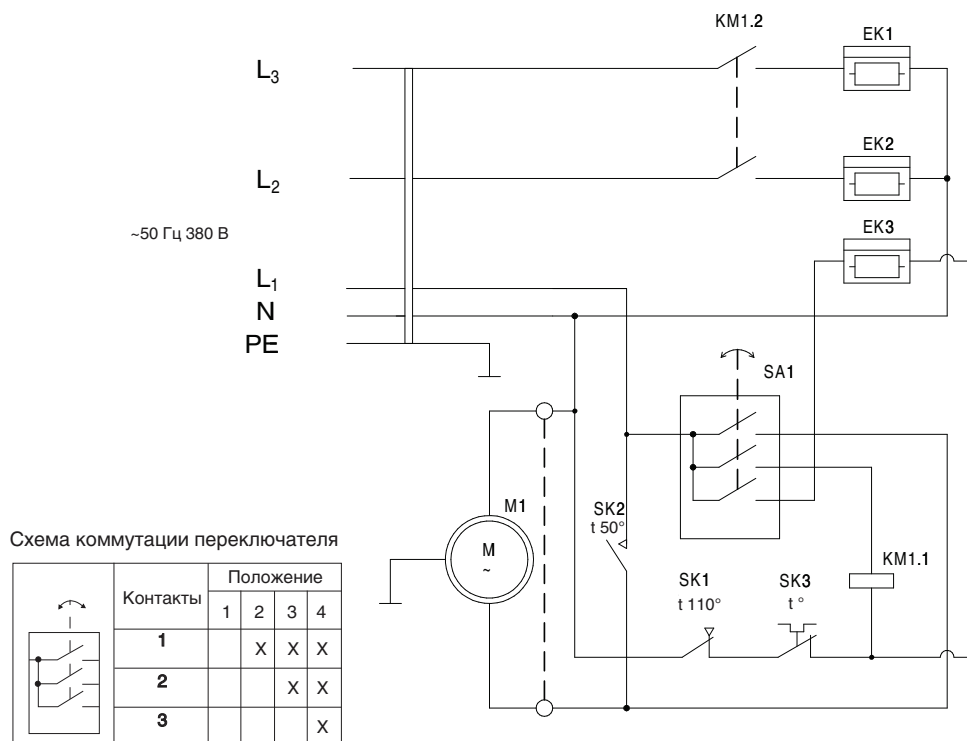 KM1.2
EK1
L₃
EK2
L₂
EK3
~50 Гц 380 В
L₁
N
PE
SA1
M1
SK2
t 50°
M
~
KM1.1
SK1
t 110°
SK3
t °
Схема коммутации переключателя
Контакты
Положение
1 2 3 4
1 X X X
2 X X
3 X